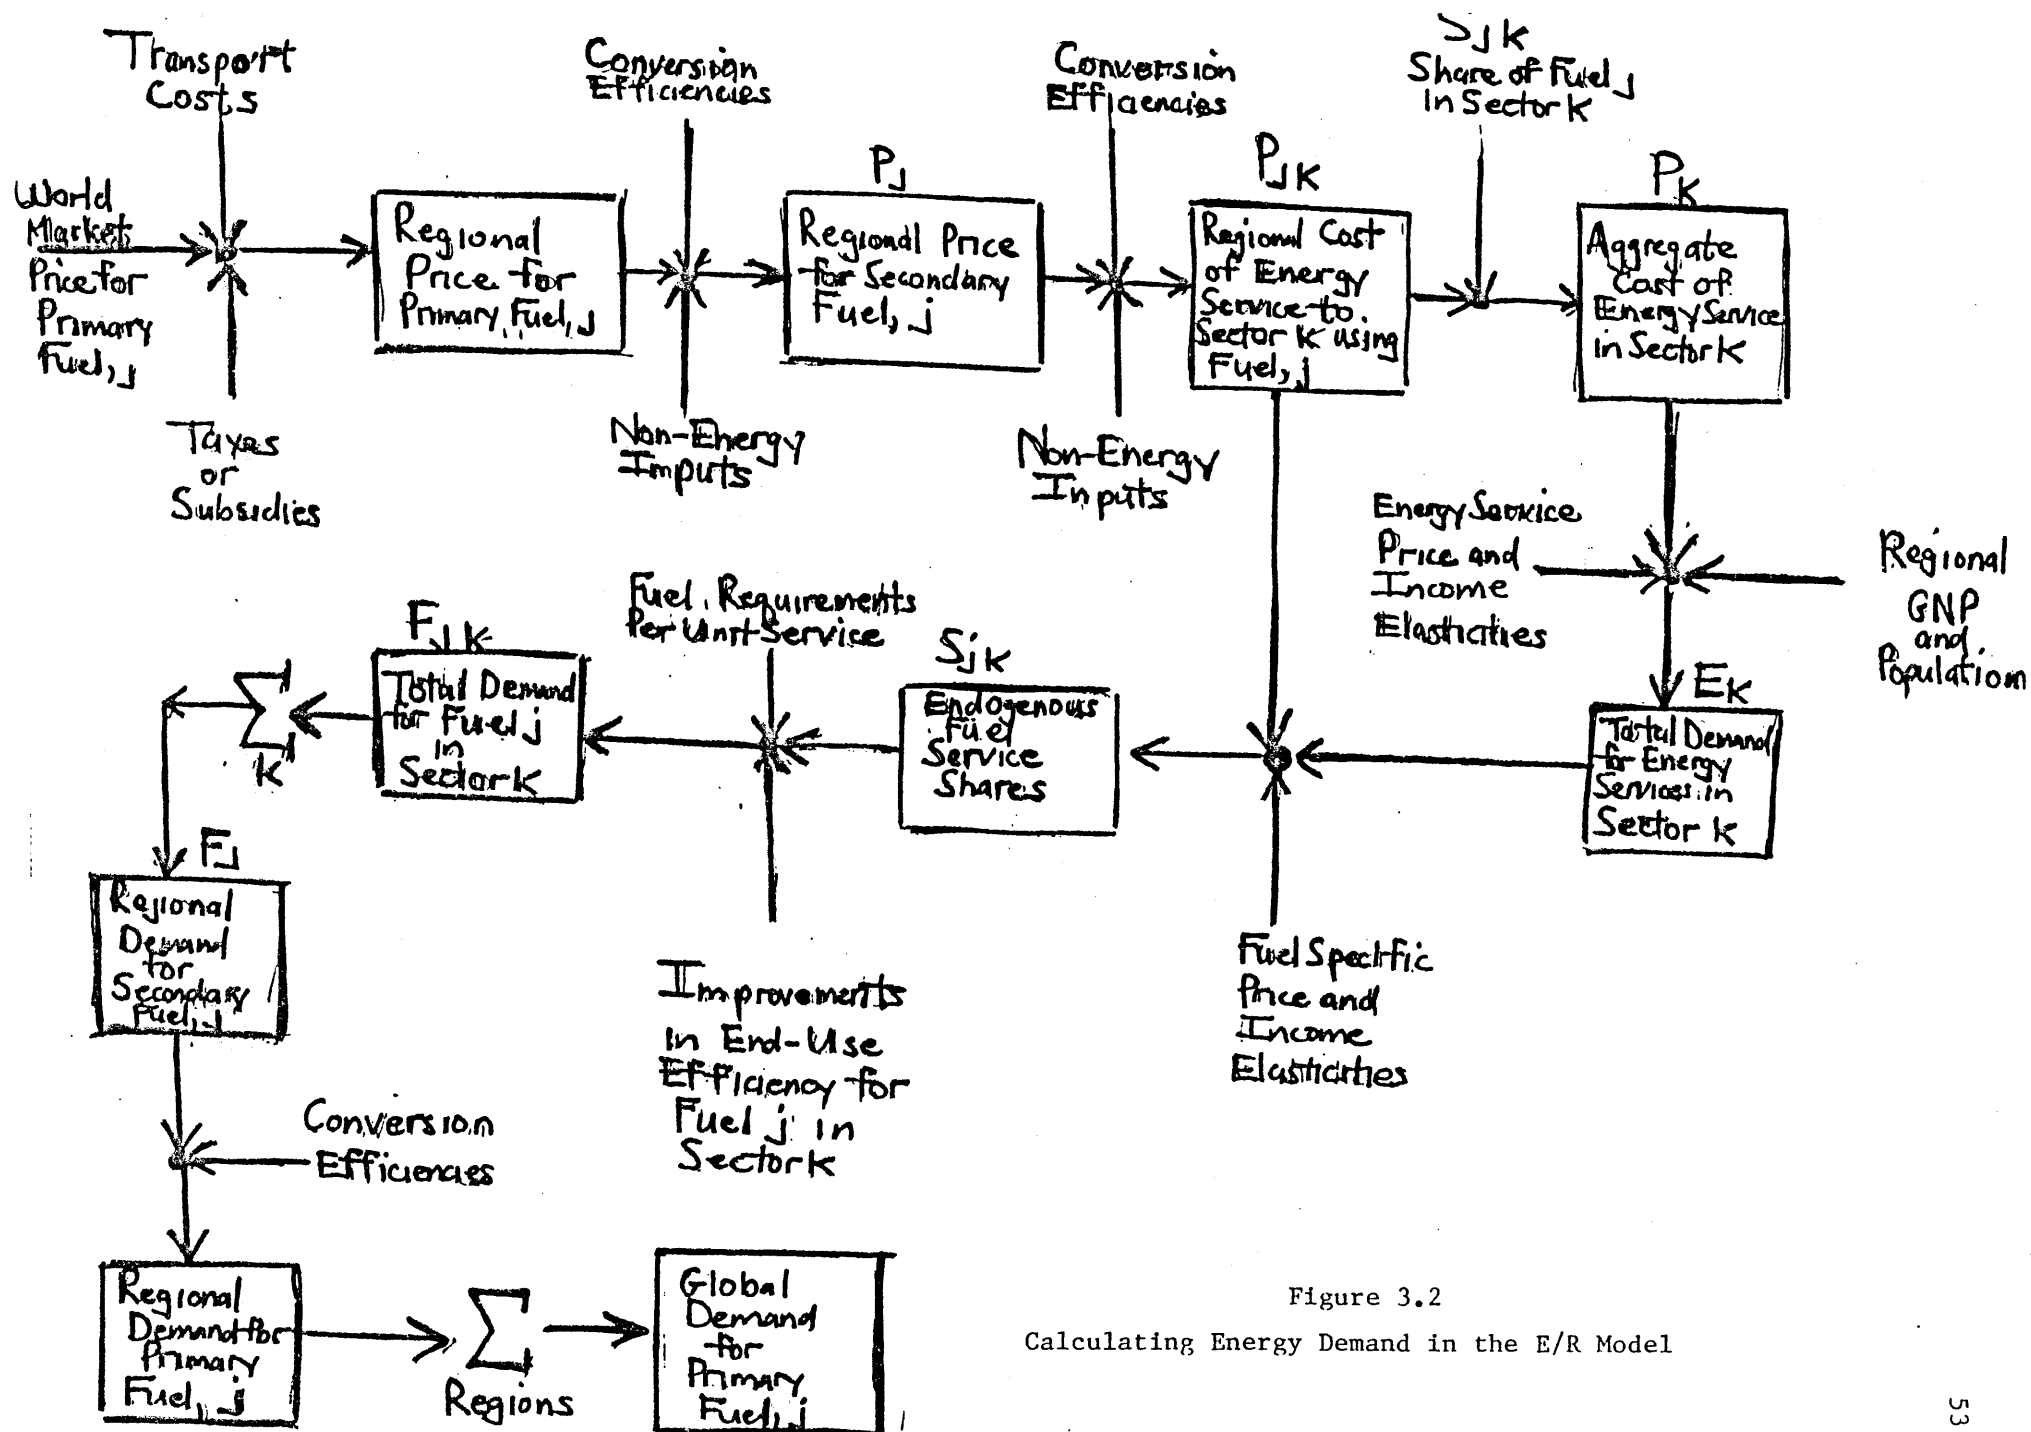 Transport
Costs
World
Market
Price for
Primary
Fuel, j
Taxes
or
Subsidies
Regional
Price for
Primary, Fuel, j
Conversion
Efficiencies
Non-Energy
Imputs
PJ
Regional Price
for Secondary
Fuel, j
Conversion
Efficiencies
Non-Energy
Inputs
PJK
Regional Cost
of Energy
Service to
Sector K using
Fuel, j
SJK
Share of Fuel j
In Sector K
PK
Aggregate
Cost of
Energy Service
in Sector K
Energy Service
Price and
Income
Elasticities
Regional
GNP
and
Population
EK
Total Demand
for Energy
Services in
Sector K
Fuel Specific
Price and
Income
Elasticities
SjK
Endogenous
Fuel
Service
Shares
Fuel Requirements
Per Unit Service
Improvements
in End-Use
Efficiency for
Fuel j in
Sector K
FJK
Total Demand
for Fuel j
in
Sector K
Σ
K
FJ
Regional
Demand
for
Secondary
Fuel, j
Conversion
Efficiencies
Regional
Demand for
Primary
Fuel, j
Σ
Regions
Global
Demand
for
Primary
Fuel, j
Figure 3.2
Calculating Energy Demand in the E/R Model
53